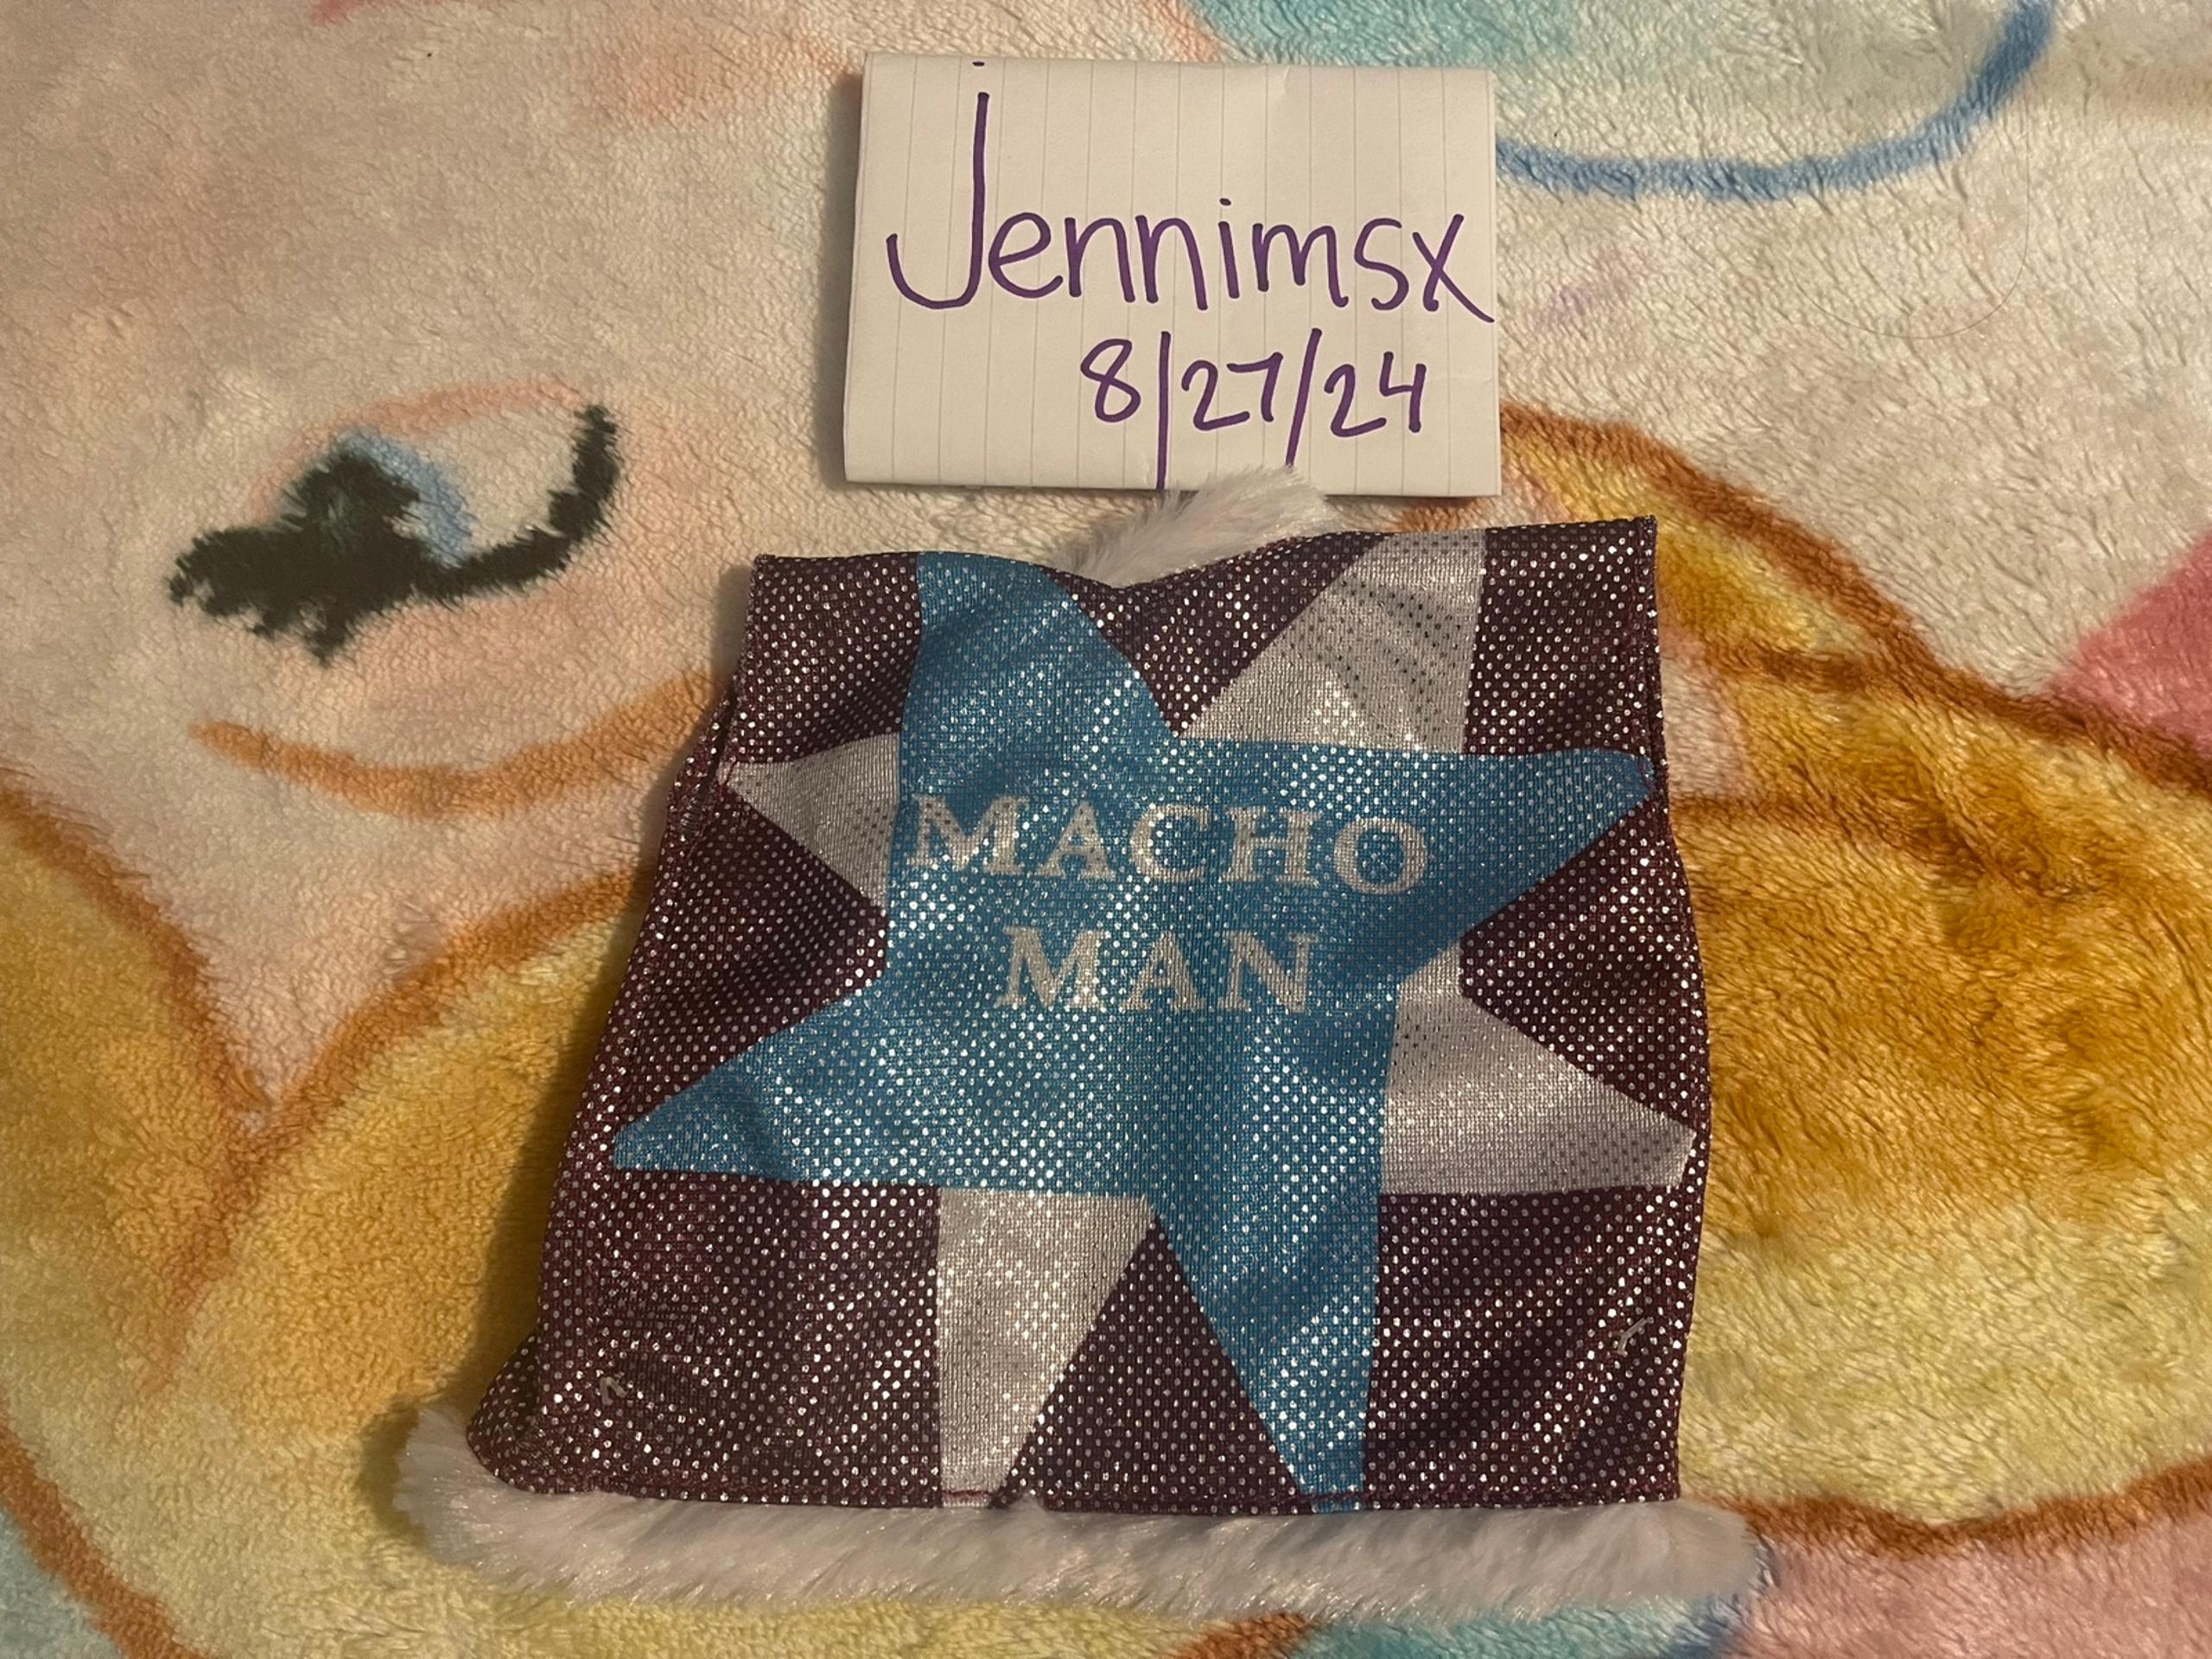 Jennimsx
8/27/24
MACHO
MAN